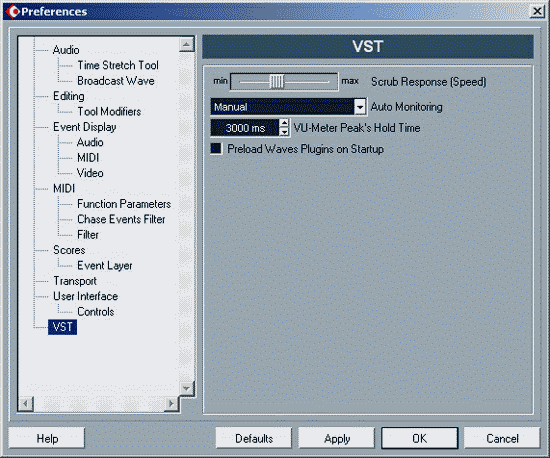 Preferences
Audio
Time Stretch Tool
Broadcast Wave
Editing
Tool Modifiers
Event Display
Audio
MIDI
Video
MIDI
Function Parameters
Chase Events Filter
Filter
Scores
Event Layer
Transport
User Interface
Controls
VST
VST
min max Scrub Response (Speed)
Manual Auto Monitoring
3000 ms VU-Meter Peak's Hold Time
Preload Waves Plugins on Startup
Help Defaults Apply OK Cancel